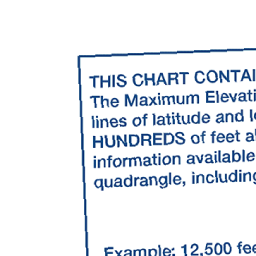 THIS CHART CONTAI
The Maximum Elevati
lines of latitude and l
HUNDREDS of feet a
information available
quadrangle, including
Example: 12,500 fee